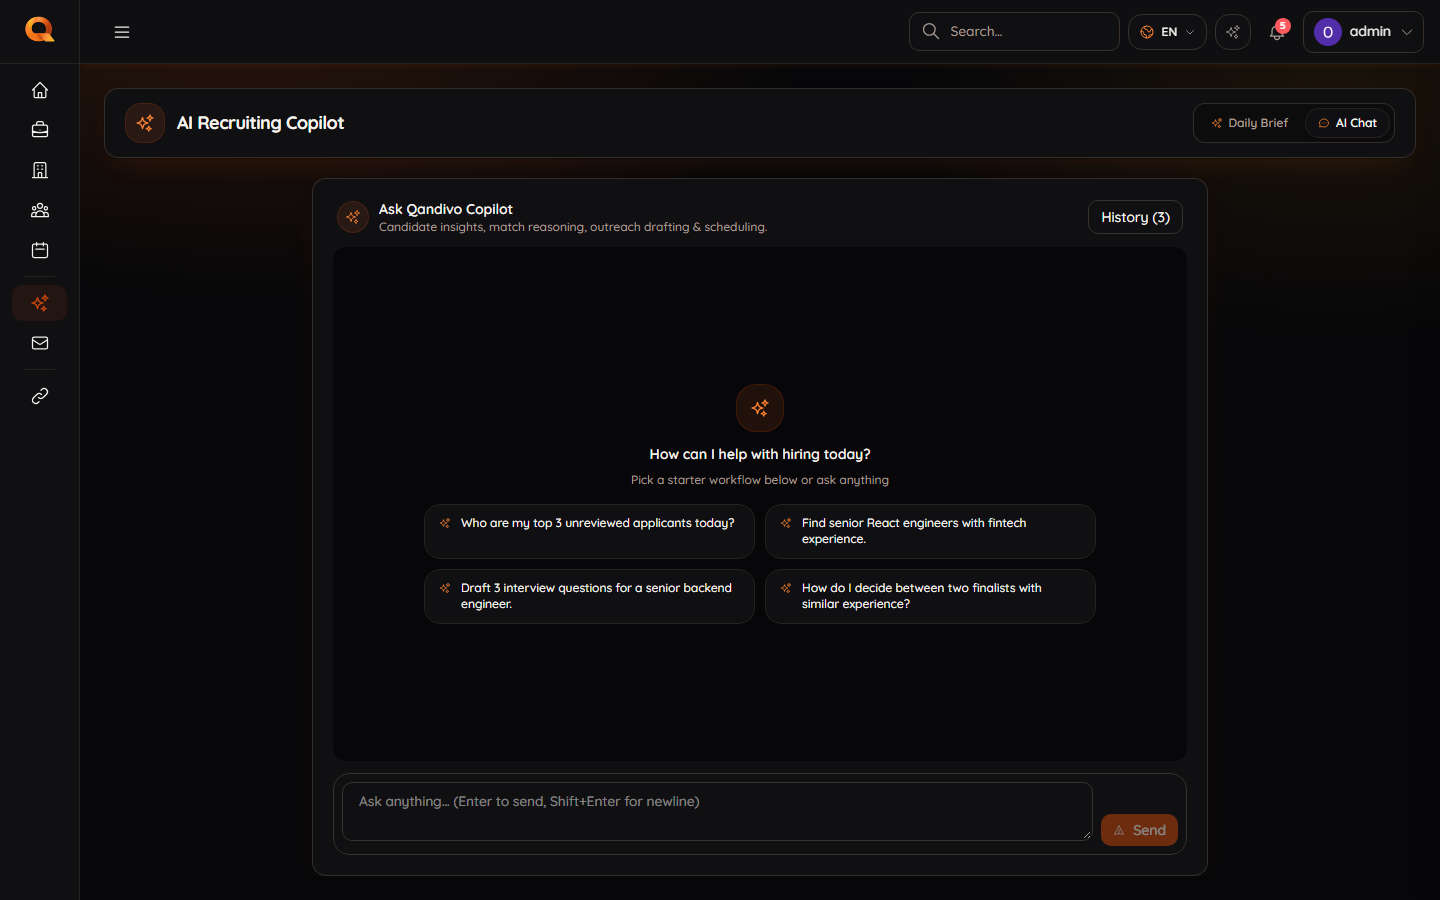 Search...
EN
5
O
admin
AI Recruiting Copilot
Daily Brief
AI Chat
Ask Qandivo Copilot
Candidate insights, match reasoning, outreach drafting & scheduling.
History (3)
How can I help with hiring today?
Pick a starter workflow below or ask anything
Who are my top 3 unreviewed applicants today?
Find senior React engineers with fintech
experience.
Draft 3 interview questions for a senior backend
engineer.
How do I decide between two finalists with
similar experience?
Ask anything... (Enter to send, Shift+Enter for newline)
Send